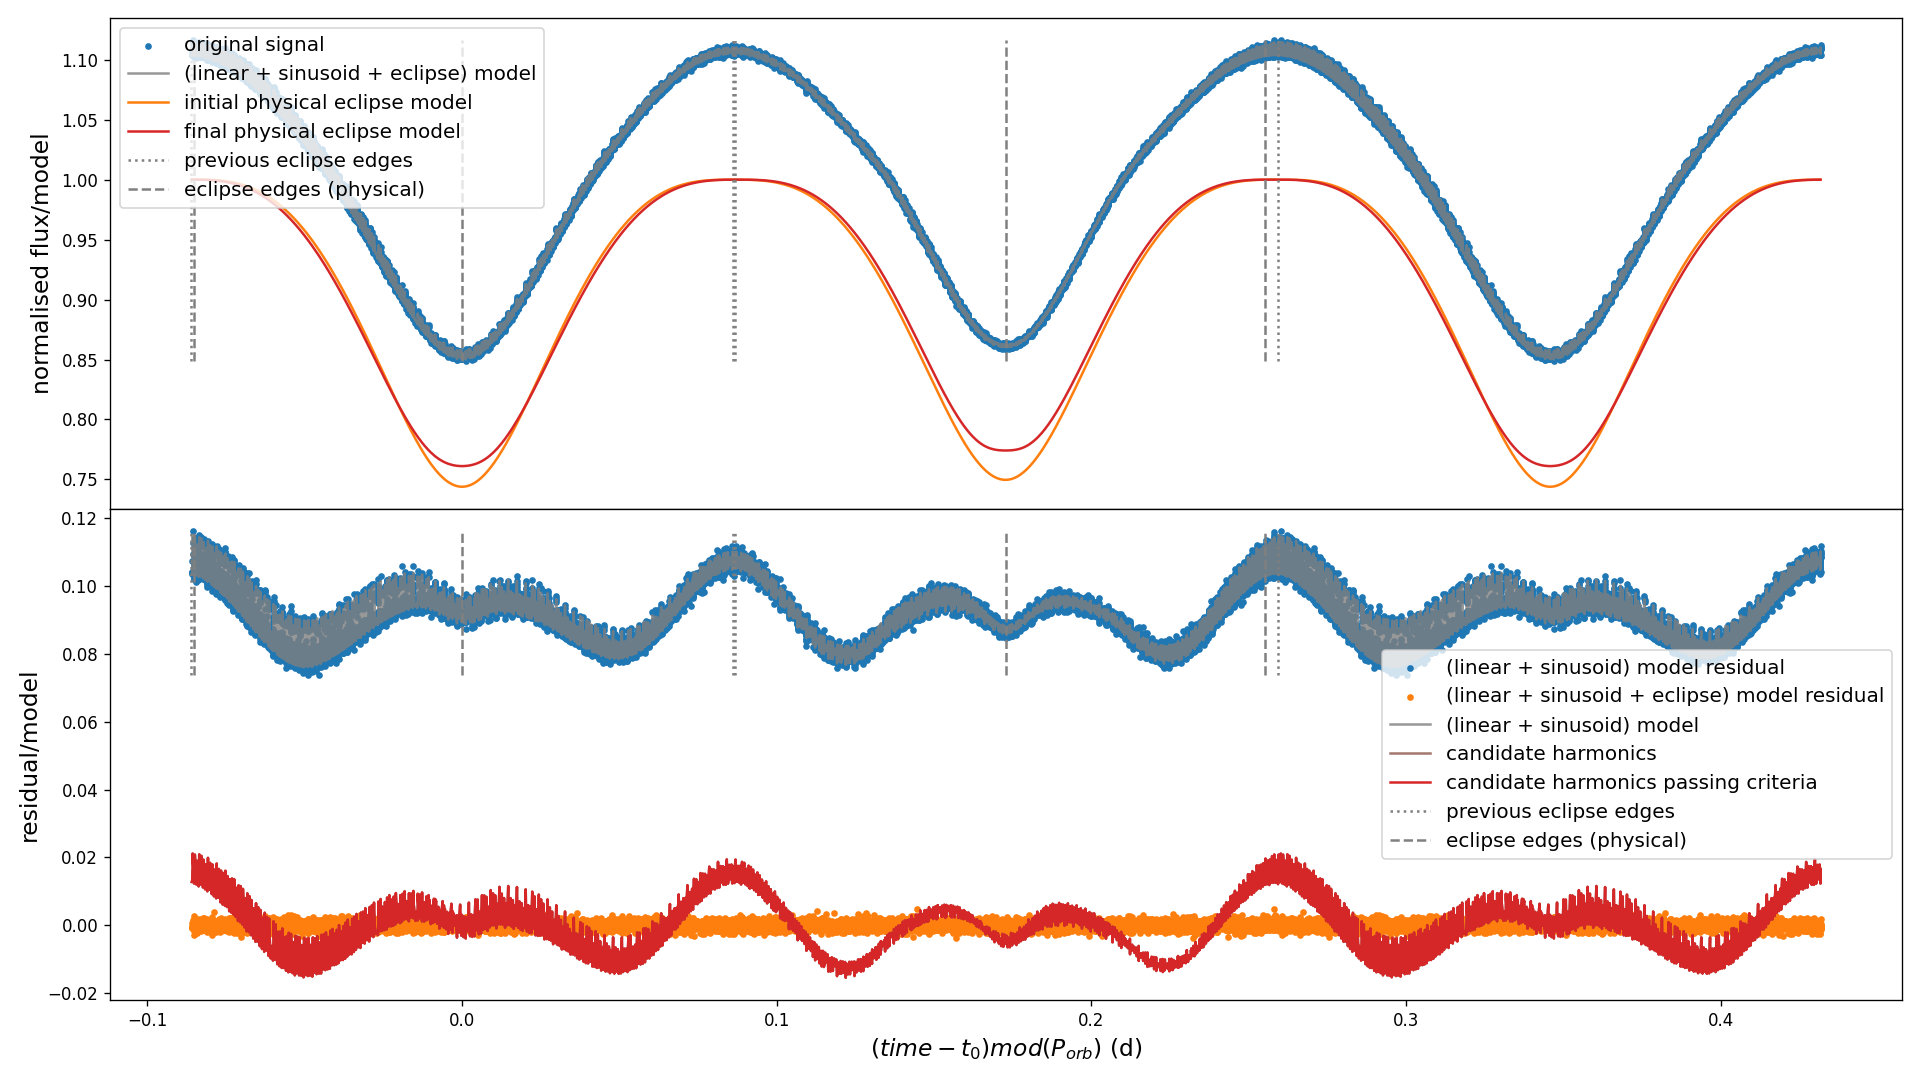 normalised flux/model
1.10
1.05
1.00
0.95
0.90
0.85
0.80
0.75
original signal
(linear + sinusoid + eclipse) model
initial physical eclipse model
final physical eclipse model
previous eclipse edges
eclipse edges (physical)
residual/model
0.12
0.10
0.08
0.06
0.04
0.02
0.00
−0.02
(linear + sinusoid) model residual
(linear + sinusoid + eclipse) model residual
(linear + sinusoid) model
candidate harmonics
candidate harmonics passing criteria
previous eclipse edges
eclipse edges (physical)
−0.1 0.0 0.1 0.2 0.3 0.4
(time − t₀)mod(P_orb) (d)